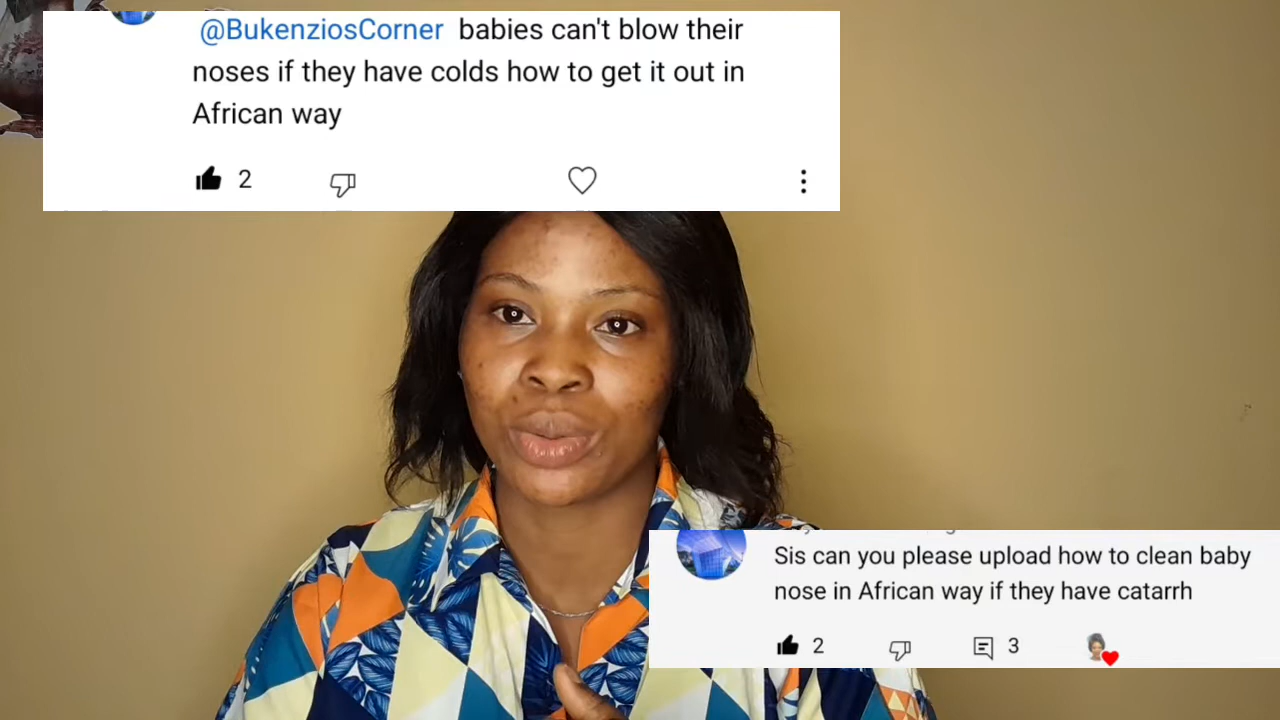 @BukenziosCorner babies can't blow their
noses if they have colds how to get it out in
African way
2
Sis can you please upload how to clean baby
nose in African way if they have catarrh
2 3